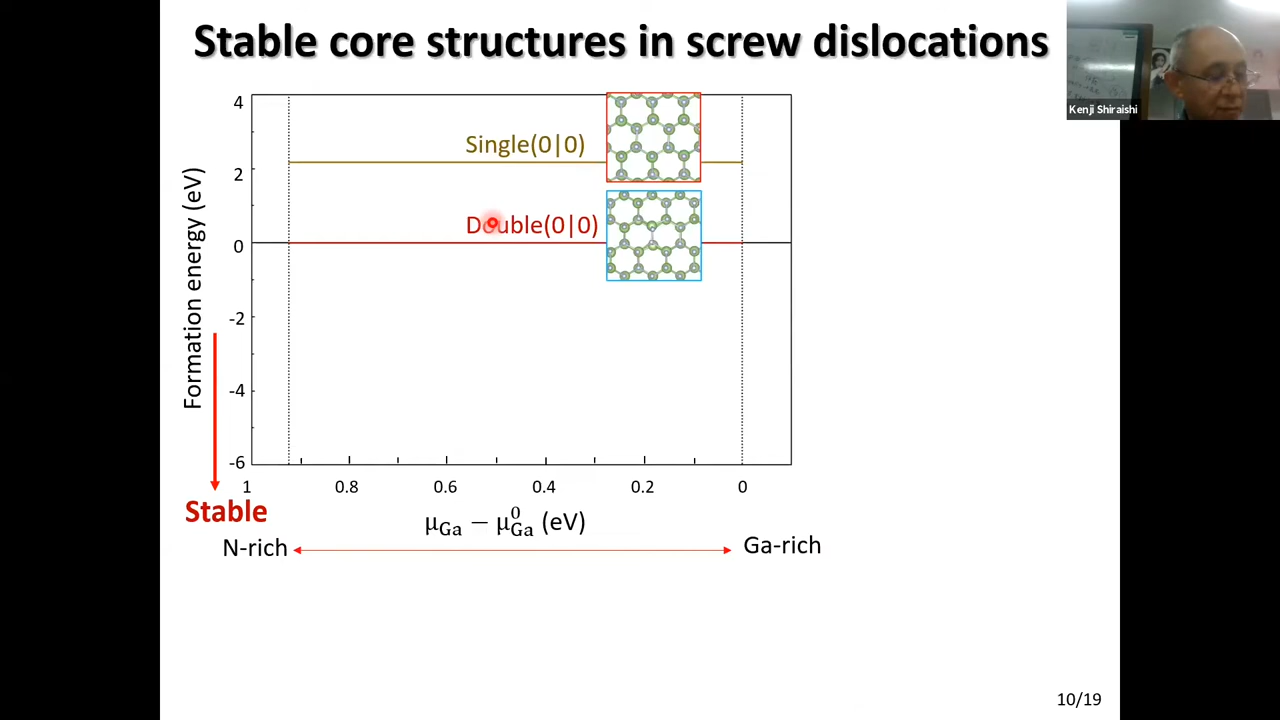 Stable core structures in screw dislocations
Kenji Shiraishi
4
Single(0|0)
2
Double(0|0)
0
-2
-4
-6
Formation energy (eV)
1 0.8 0.6 0.4 0.2 0
Stable
μGa − μ⁰Ga (eV)
N-rich
Ga-rich
10/19